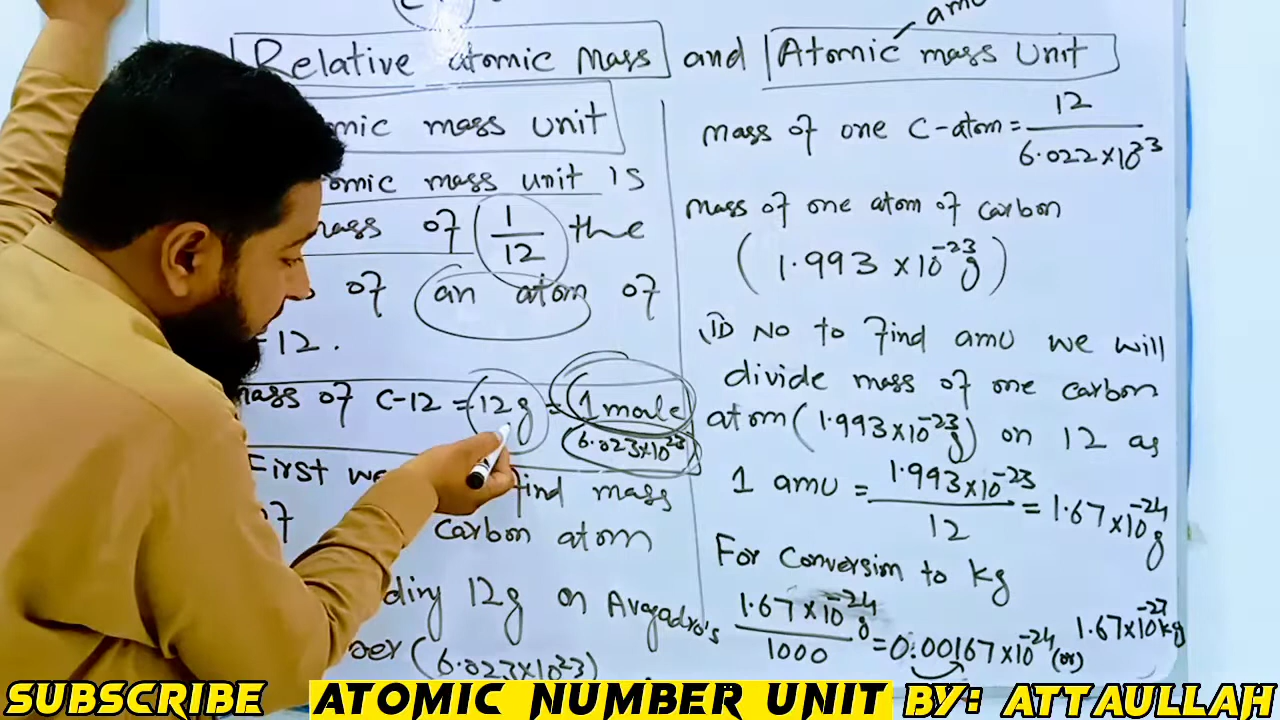 amu
Relative atomic mass and Atomic mass Unit
mic mass unit
tomic mass unit is
mass of 1/12 the
of an atom of
-12.
mass of C-12 = 12g = 1 mole
(6.023×10²³)
First we find mass
of carbon atom
diny 12g on Avogadro's
ber (6.023×10²³)
mass of one C-atom = 12/6.022×10²³
mass of one atom of carbon
(1.993 ×10⁻²³g)
II) No to find amu we will
divide mass of one carbon
atom (1.993×10⁻²³g) on 12 as
1 amu = 1.993×10⁻²³/12 = 1.67×10⁻²⁴g
For Conversion to kg
1.67×10⁻²⁴g/1000 = 0.00167×10⁻²⁴ (or) 1.67×10⁻²⁷kg
SUBSCRIBE ATOMIC NUMBER UNIT BY: ATTAULLAH